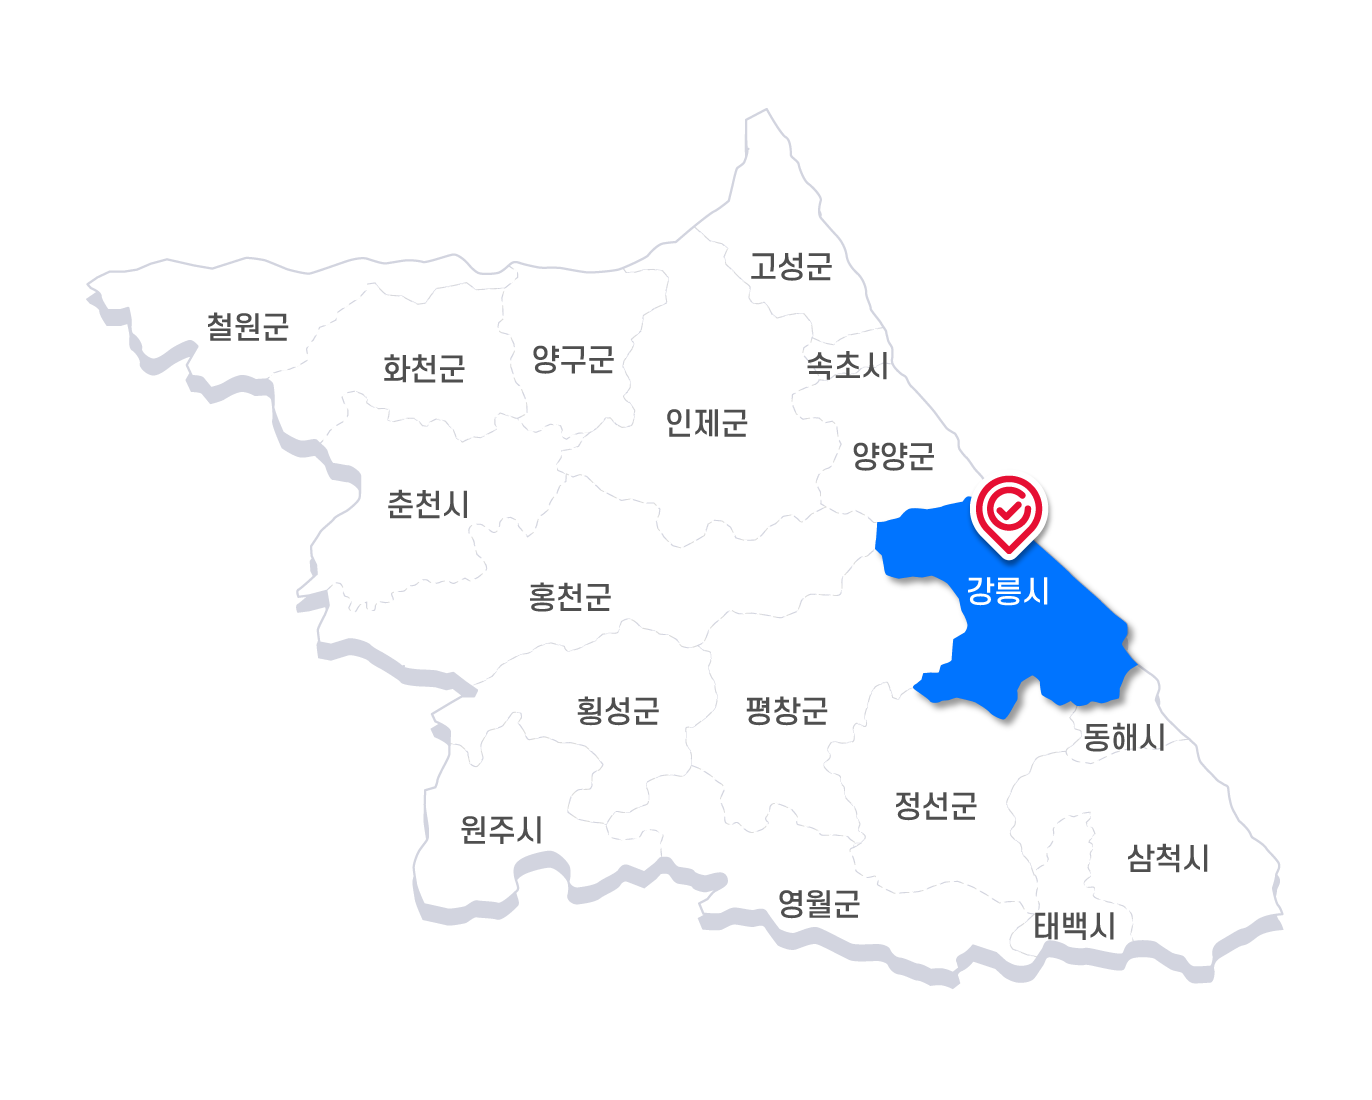 고성군
철원군
화천군
양구군
속초시
인제군
양양군
춘천시
강릉시
홍천군
횡성군
평창군
동해시
정선군
원주시
삼척시
영월군
태백시